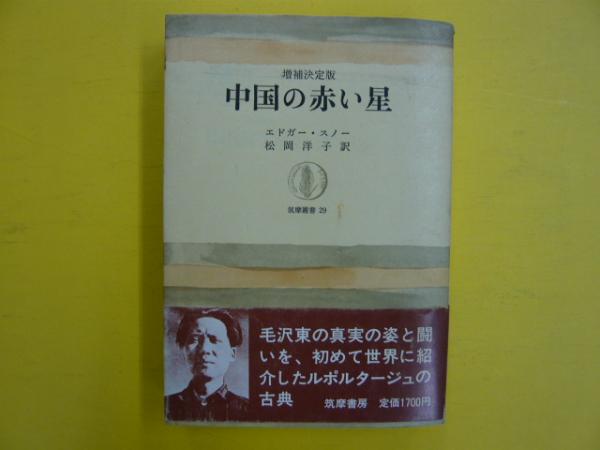 増補決定版
中国の赤い星
エドガー・スノー
松岡洋子訳
筑摩叢書 29
毛沢東の真実の姿と闘
いを、初めて世界に紹
介したルポルタージュの
古典
筑摩書房 定価1700円